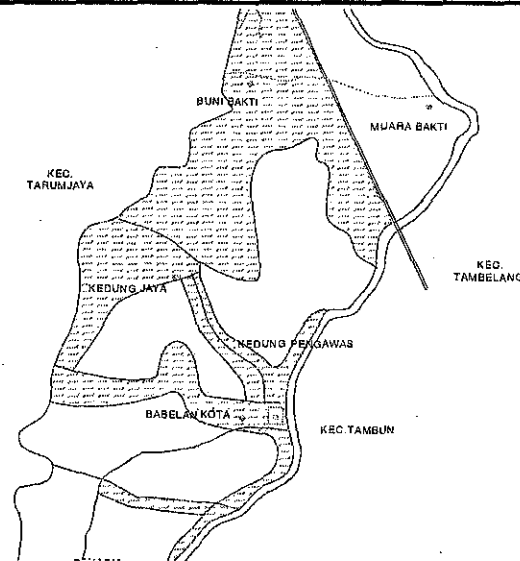 BUNI BAKTI
MUARA BAKTI
KEC.
TARUMJAYA
KEC.
TAMBELANG
KEDUNG JAYA
KEDUNG PENGAWAS
BABELAN KOTA
KEC.TAMBUN